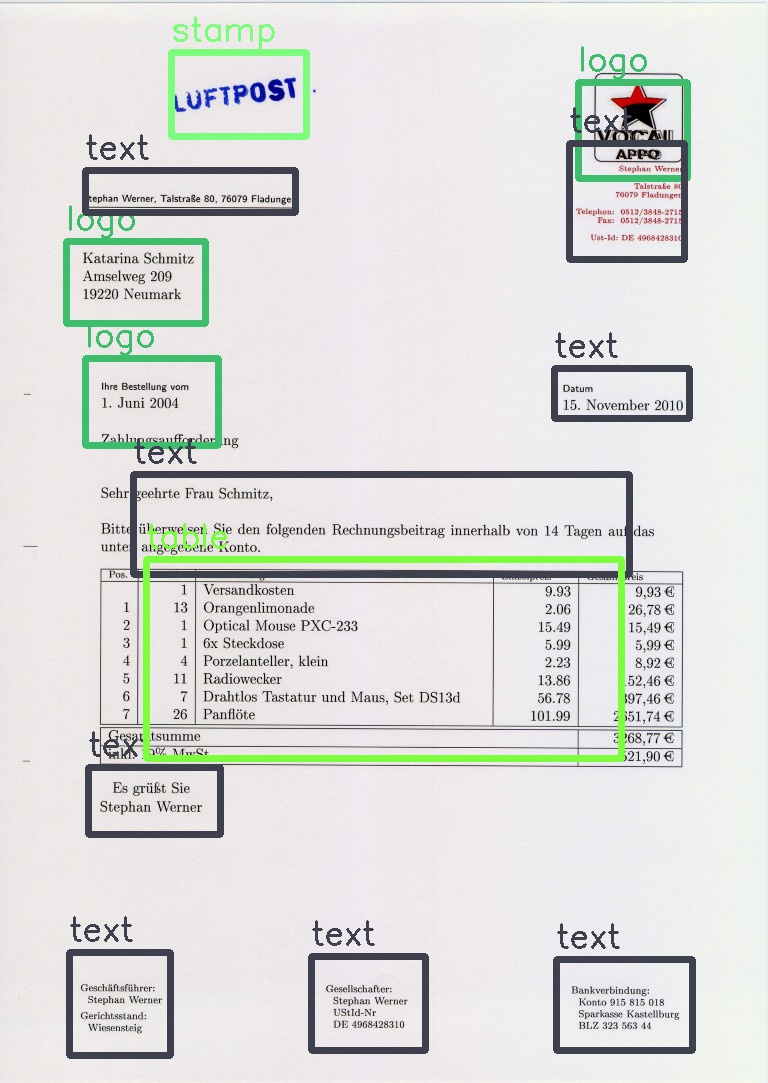 stamp
LUFTPOST
logo
text
VOCAL
APPQ
Stephan Werner
Talstraße 80
76079 Fladungen
Telephon: 0512/3848-2715
Fax: 0512/3848-2715
Ust-Id: DE 4968428310
text
Stephan Werner, Talstraße 80, 76079 Fladunge
logo
Katarina Schmitz
Amselweg 209
19220 Neumark
logo
Ihre Bestellung vom
1. Juni 2004
text
Datum
15. November 2010
Zahlungsaufforderung
text
Sehr geehrte Frau Schmitz,
Bitte überweisen Sie den folgenden Rechnungsbeitrag innerhalb von 14 Tagen auf das
unten angegebene Konto.
table
Pos. Einzelpreis Gesamtpreis
1 Versandkosten 9.93 9,93 €
1 13 Orangenlimonade 2.06 26,78 €
2 1 Optical Mouse PXC-233 15.49 15,49 €
3 1 6x Steckdose 5.99 5,99 €
4 4 Porzelanteller, klein 2.23 8,92 €
5 11 Radiowecker 13.86 152,46 €
6 7 Drahtlos Tastatur und Maus, Set DS13d 56.78 397,46 €
7 26 Panflöte 101.99 2651,74 €
Gesamtsumme 3268,77 €
inkl. 19% MwSt 521,90 €
text
Es grüßt Sie
Stephan Werner
text
Geschäftsführer:
Stephan Werner
Gerichtsstand:
Wiesensteig
text
Gesellschafter:
Stephan Werner
UStId-Nr
DE 4968428310
text
Bankverbindung:
Konto 915 815 018
Sparkasse Kastellburg
BLZ 323 563 44